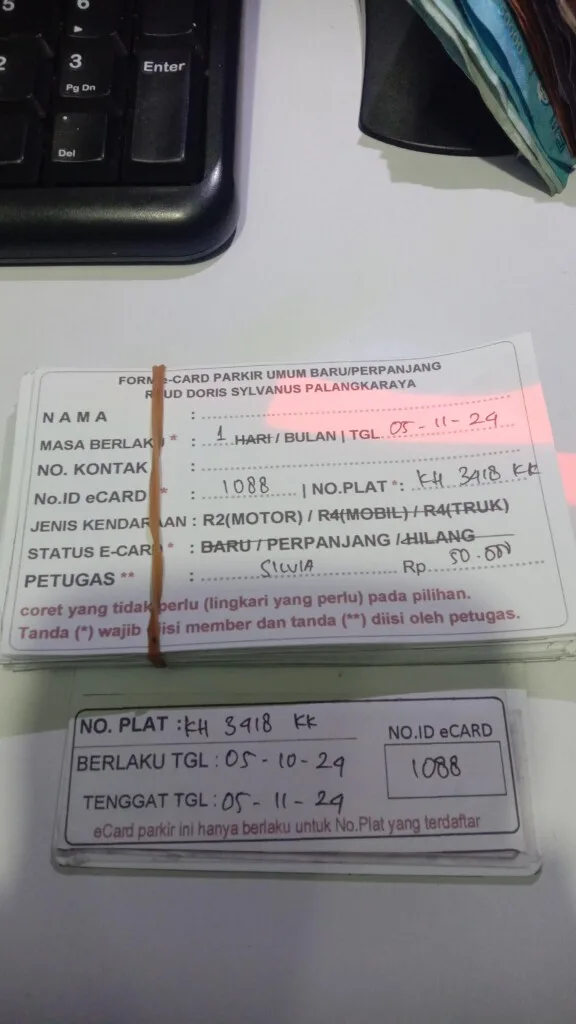 5
6
2
3
Pg Dn
Enter
Del
FORM e-CARD PARKIR UMUM BARU/PERPANJANG
RSUD DORIS SYLVANUS PALANGKARAYA
NAMA :
MASA BERLAKU * : 1 HARI / BULAN | TGL 05-11-24
NO. KONTAK :
No.ID eCARD * : 1088 | NO.PLAT * : KH 3418 KK
JENIS KENDARAAN : R2(MOTOR) / R4(MOBIL) / R4(TRUK)
STATUS E-CARD * : BARU / PERPANJANG / HILANG
PETUGAS ** : SILVIA Rp. 50.000
coret yang tidak perlu (lingkari yang perlu) pada pilihan.
Tanda (*) wajib diisi member dan tanda (**) diisi oleh petugas.
NO. PLAT : KH 3418 KK
NO.ID eCARD
BERLAKU TGL : 05-10-24
1088
TENGGAT TGL : 05-11-24
eCard parkir ini hanya berlaku untuk No.Plat yang terdaftar